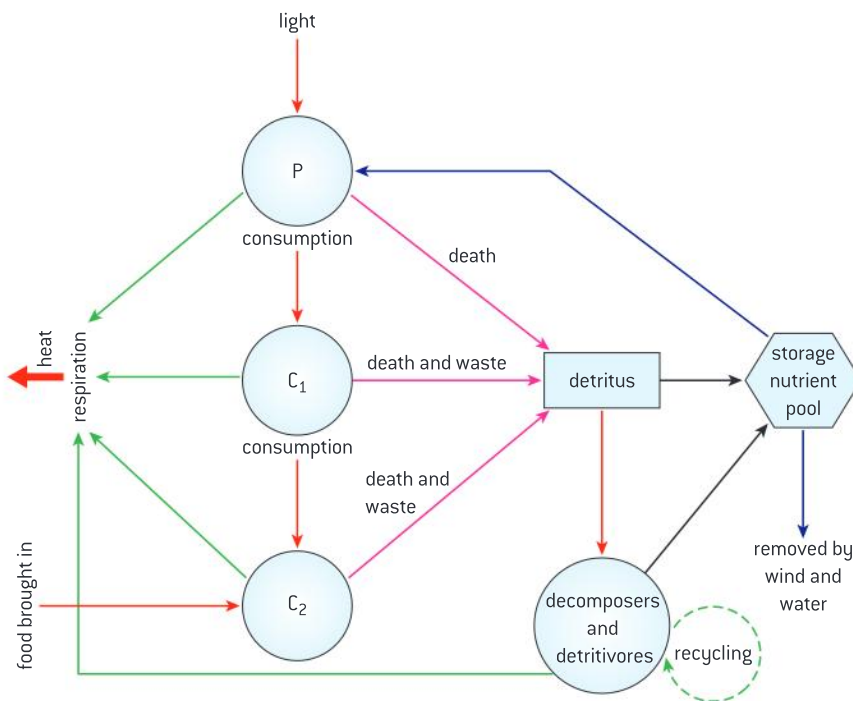 light
P
consumption
death
heat
respiration
C₁
death and waste
detritus
storage
nutrient
pool
consumption
death and
waste
food brought in
C₂
decomposers
and
detritivores
recycling
removed by
wind and
water